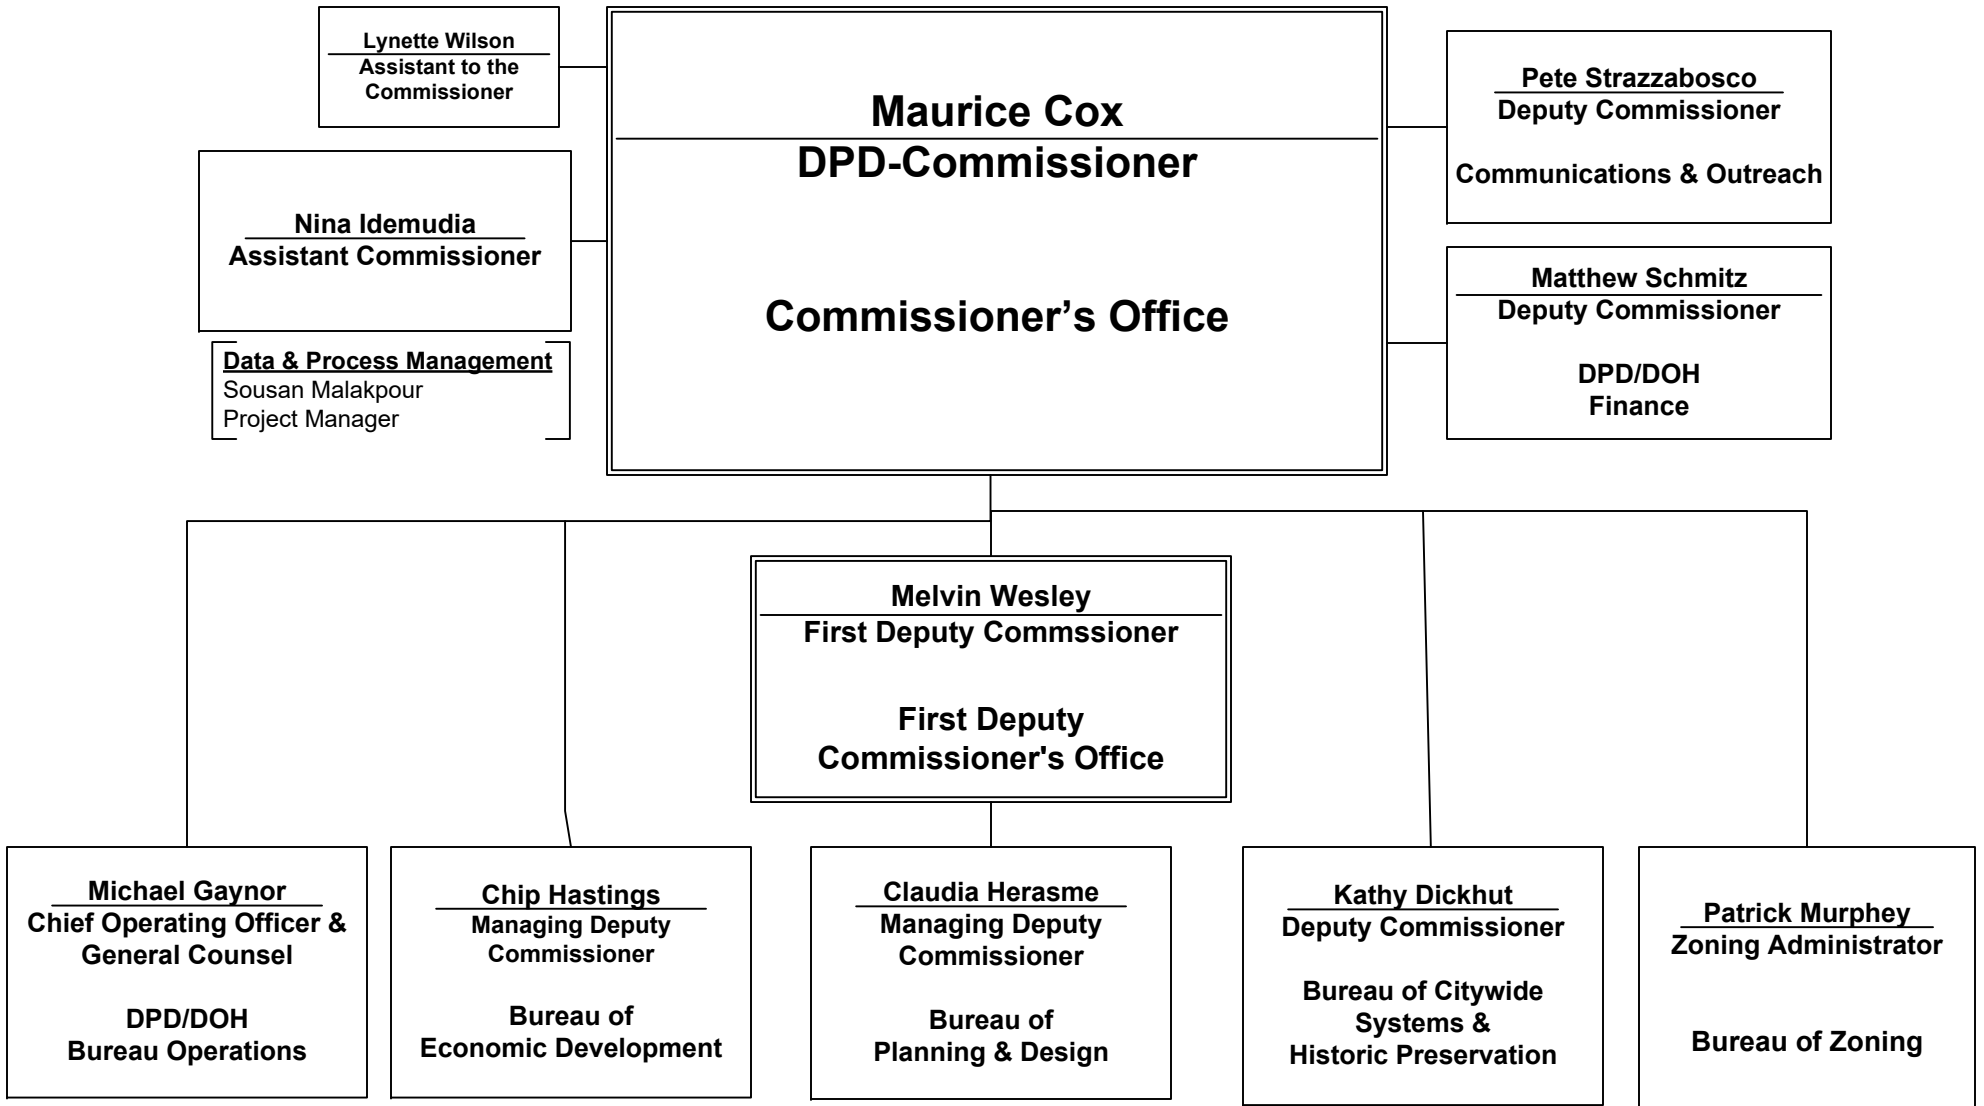 Lynette Wilson
Assistant to the
Commissioner
Nina Idemudia
Assistant Commissioner
Data & Process Management
Sousan Malakpour
Project Manager
Maurice Cox
DPD-Commissioner
Commissioner’s Office
Pete Strazzabosco
Deputy Commissioner
Communications & Outreach
Matthew Schmitz
Deputy Commissioner
DPD/DOH
Finance
Melvin Wesley
First Deputy Commssioner
First Deputy
Commissioner's Office
Michael Gaynor
Chief Operating Officer &
General Counsel
DPD/DOH
Bureau Operations
Chip Hastings
Managing Deputy
Commissioner
Bureau of
Economic Development
Claudia Herasme
Managing Deputy
Commissioner
Bureau of
Planning & Design
Kathy Dickhut
Deputy Commissioner
Bureau of Citywide
Systems &
Historic Preservation
Patrick Murphey
Zoning Administrator
Bureau of Zoning